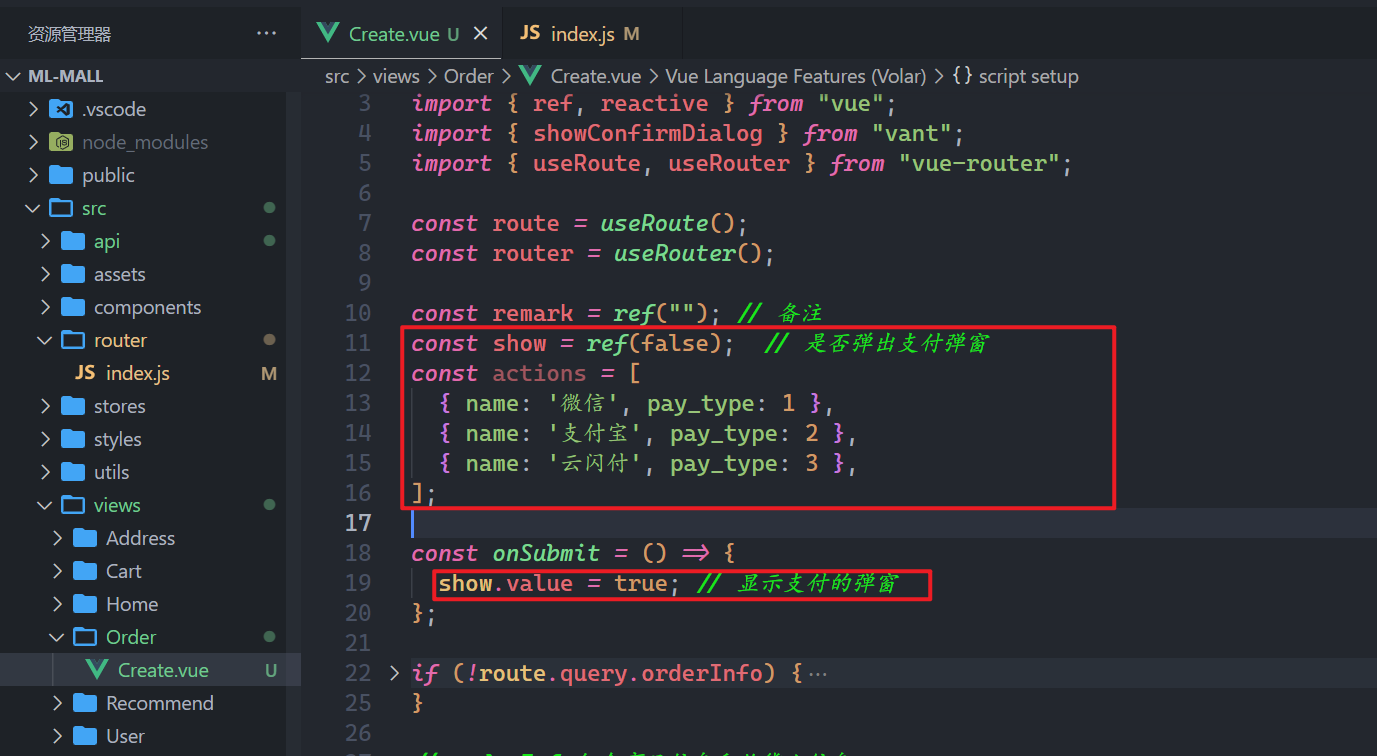 资源管理器 ···
Create.vue U ×
JS index.js M
ML-MALL
src > views > Order > Create.vue > Vue Language Features (Volar) > {} script setup
.vscode
node_modules
public
src
api
assets
components
router
JS index.js M
stores
styles
utils
views
Address
Cart
Home
Order
Create.vue U
Recommend
User
3 import { ref, reactive } from "vue";
4 import { showConfirmDialog } from "vant";
5 import { useRoute, useRouter } from "vue-router";
6
7 const route = useRoute();
8 const router = useRouter();
9
10 const remark = ref(""); // 备注
11 const show = ref(false); // 是否弹出支付弹窗
12 const actions = [
13 { name: '微信', pay_type: 1 },
14 { name: '支付宝', pay_type: 2 },
15 { name: '云闪付', pay_type: 3 },
16 ];
17
18 const onSubmit = () => {
19 show.value = true; // 显示支付的弹窗
20 };
21
22 > if (!route.query.orderInfo) { ···
25 }
26